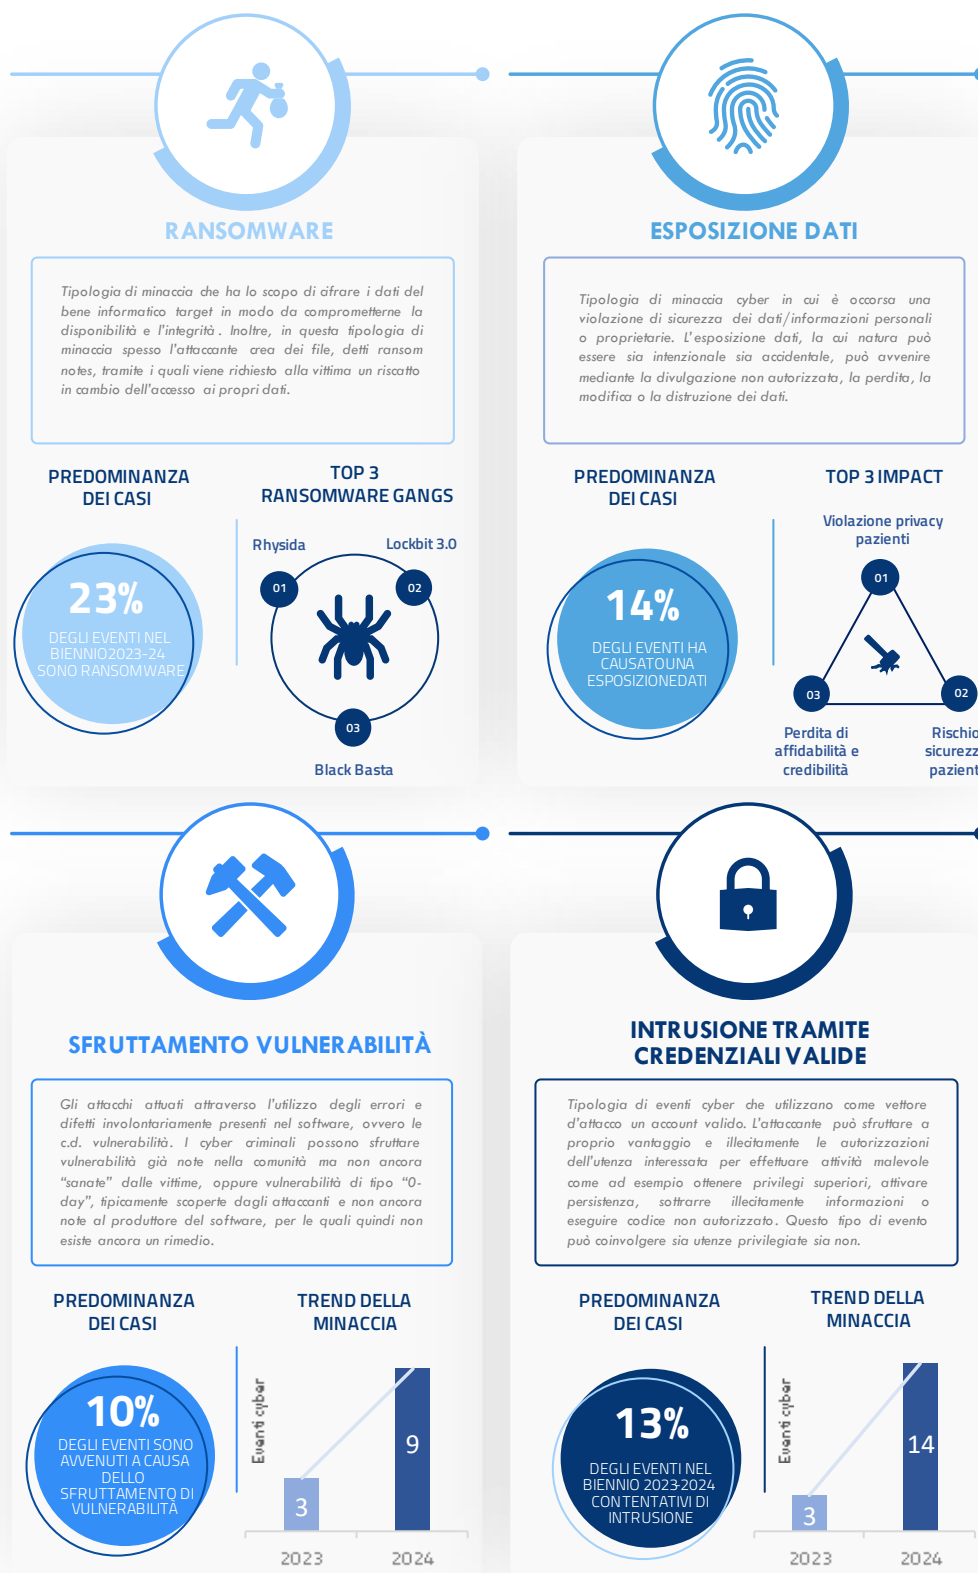 RANSOMWARE
Tipologia di minaccia che ha lo scopo di cifrare i dati del
bene informatico target in modo da comprometterne la
disponibilità e l'integrità. Inoltre, in questa tipologia di
minaccia spesso l'attaccante crea dei file, detti ransom
notes, tramite i quali viene richiesto alla vittima un riscatto
in cambio dell'accesso ai propri dati.
PREDOMINANZA
DEI CASI
23%
DEGLI EVENTI NEL
BIENNIO2023-24
SONO RANSOMWARE
TOP 3
RANSOMWARE GANGS
Rhysida
Lockbit 3.0
01
02
03
Black Basta
ESPOSIZIONE DATI
Tipologia di minaccia cyber in cui è occorsa una
violazione di sicurezza dei dati/informazioni personali
o proprietarie. L'esposizione dati, la cui natura può
essere sia intenzionale sia accidentale, può avvenire
mediante la divulgazione non autorizzata, la perdita, la
modifica o la distruzione dei dati.
PREDOMINANZA
DEI CASI
14%
DEGLI EVENTI HA
CAUSATOUNA
ESPOSIZIONEDATI
TOP 3 IMPACT
Violazione privacy
pazienti
01
03
02
Perdita di
affidabilità e
credibilità
Rischio
sicurezz
pazient
SFRUTTAMENTO VULNERABILITÀ
Gli attacchi attuati attraverso l'utilizzo degli errori e
difetti involontariamente presenti nel software, ovvero le
c.d. vulnerabilità. I cyber criminali possono sfruttare
vulnerabilità già note nella comunità ma non ancora
“sanate” dalle vittime, oppure vulnerabilità di tipo “0-
day”, tipicamente scoperte dagli attaccanti e non ancora
note al produttore del software, per le quali quindi non
esiste ancora un rimedio.
PREDOMINANZA
DEI CASI
10%
DEGLI EVENTI SONO
AVVENUTI A CAUSA
DELLO
SFRUTTAMENTO DI
VULNERABILITÀ
TREND DELLA
MINACCIA
Eventi cyber
3
9
2023
2024
INTRUSIONE TRAMITE
CREDENZIALI VALIDE
Tipologia di eventi cyber che utilizzano come vettore
d'attacco un account valido. L'attaccante può sfruttare a
proprio vantaggio e illecitamente le autorizzazioni
dell'utenza interessata per effettuare attività malevole
come ad esempio ottenere privilegi superiori, attivare
persistenza, sottrarre illecitamente informazioni o
eseguire codice non autorizzato. Questo tipo di evento
può coinvolgere sia utenze privilegiate sia non.
PREDOMINANZA
DEI CASI
13%
DEGLI EVENTI NEL
BIENNIO 2023-2024
CONTENTATIVI DI
INTRUSIONE
TREND DELLA
MINACCIA
Eventi cyber
3
14
2023
2024